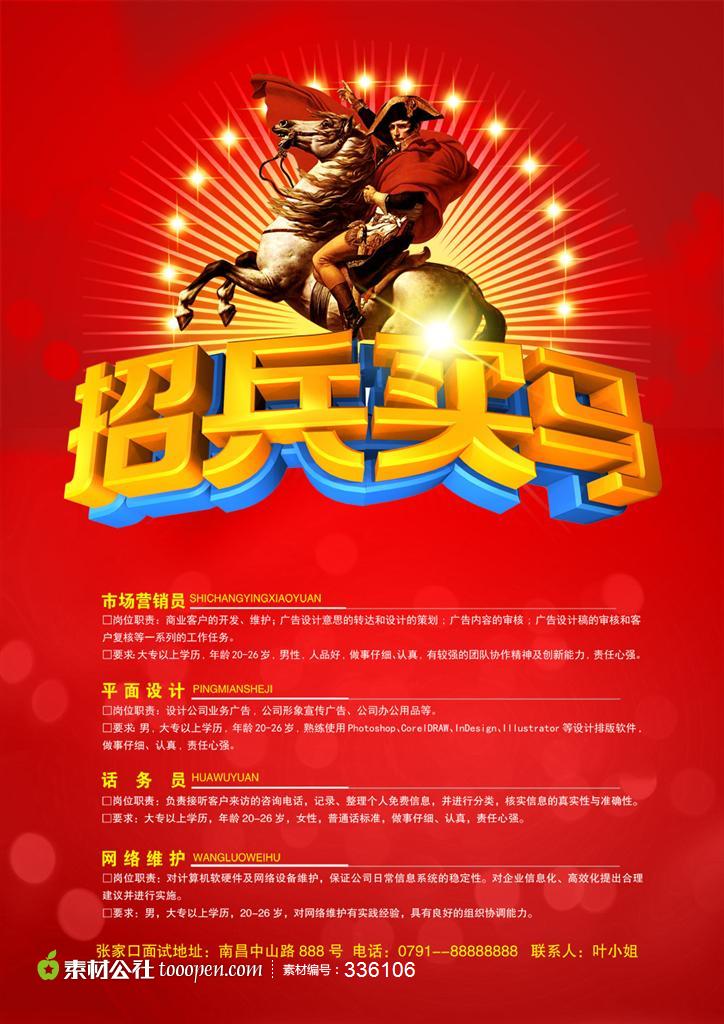 招兵买马
市场营销员 SHICHANGYINGXIAOYUAN
□岗位职责：商业客户的开发、维护；广告设计意思的转达和设计的策划；广告内容的审核；广告设计稿的审核和客
户复核等一系列的工作任务。
□要求：大专以上学历，年龄20-26岁，男性，人品好，做事仔细、认真，有较强的团队协作精神及创新能力，责任心强。
平面设计 PINGMIANSHEJI
□岗位职责：设计公司业务广告，公司形象宣传广告、公司办公用品等。
□要求：男，大专以上学历，年龄20-26岁，熟练使用Photoshop、CorelDRAW、InDesign、Illustrator等设计排版软件，
做事仔细、认真，责任心强。
话务员 HUAWUYUAN
□岗位职责：负责接听客户来访的咨询电话，记录、整理个人免费信息，并进行分类，核实信息的真实性与准确性。
□要求：大专以上学历，年龄20-26岁，女性，普通话标准，做事仔细、认真，责任心强。
网络维护 WANGLUOWEIHU
□岗位职责：对计算机软硬件及网络设备维护，保证公司日常信息系统的稳定性。对企业信息化、高效化提出合理
建议并进行实施。
□要求：男，大专以上学历，20-26岁，对网络维护有实践经验，具有良好的组织协调能力。
张家口面试地址：南昌中山路888号 电话：0791--88888888 联系人：叶小姐
素材公社 tooopen.com 素材编号：336106